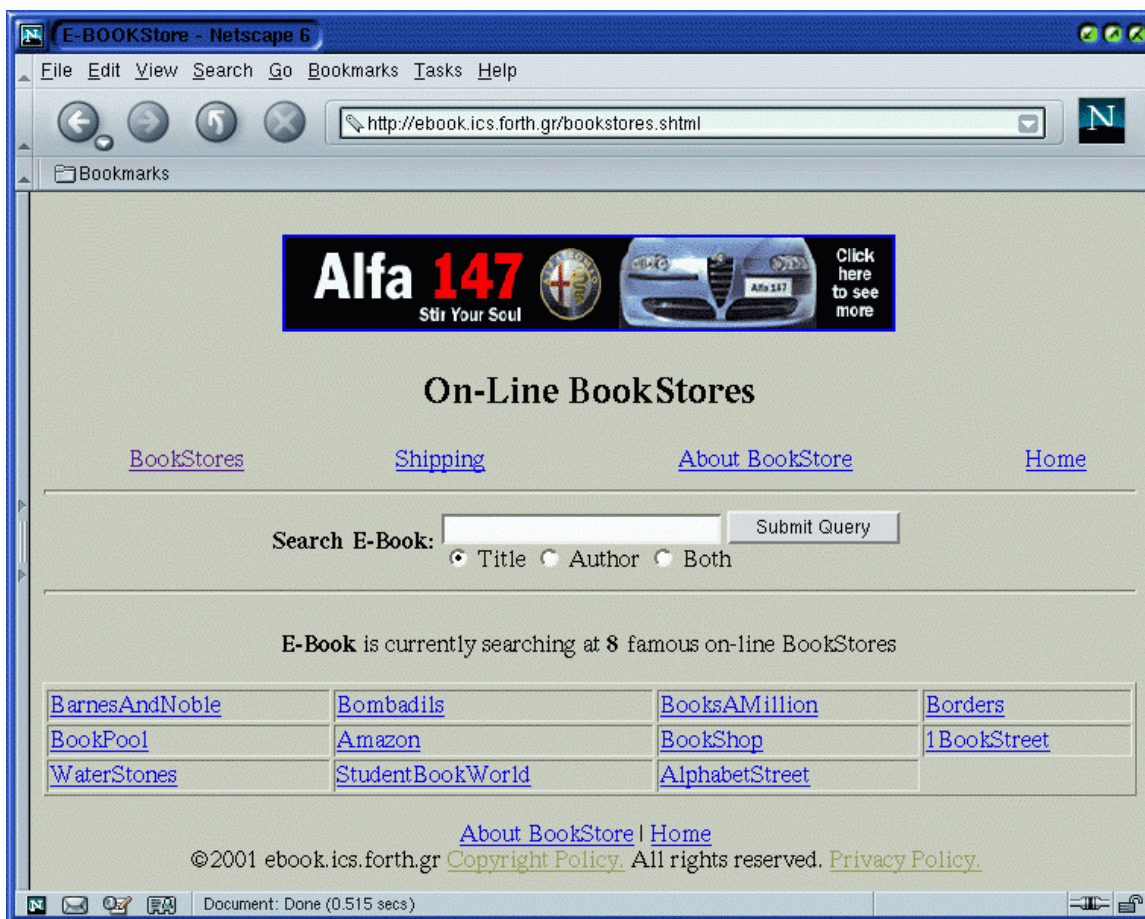 E-BOOKStore - Netscape 6
File Edit View Search Go Bookmarks Tasks Help
http://ebook.ics.forth.gr/bookstores.shtml
N
Bookmarks
Alfa 147
Stir Your Soul
Alfa 147
Click
here
to see
more
On-Line BookStores
BookStores Shipping About BookStore Home
Search E-Book: Submit Query
Title Author Both
E-Book is currently searching at 8 famous on-line BookStores
BarnesAndNoble Bombadils BooksAMillion Borders
BookPool Amazon BookShop 1BookStreet
WaterStones StudentBookWorld AlphabetStreet
About BookStore | Home
©2001 ebook.ics.forth.gr Copyright Policy. All rights reserved. Privacy Policy.
Document: Done (0.515 secs)